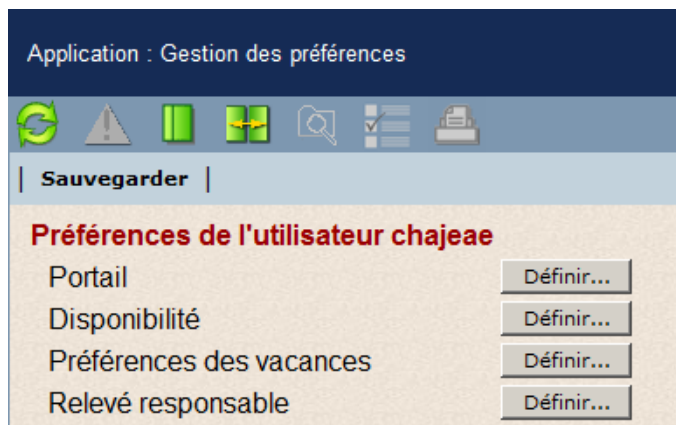 Application : Gestion des préférences
| Sauvegarder |
Préférences de l'utilisateur chajeae
Portail Définir...
Disponibilité Définir...
Préférences des vacances Définir...
Relevé responsable Définir...